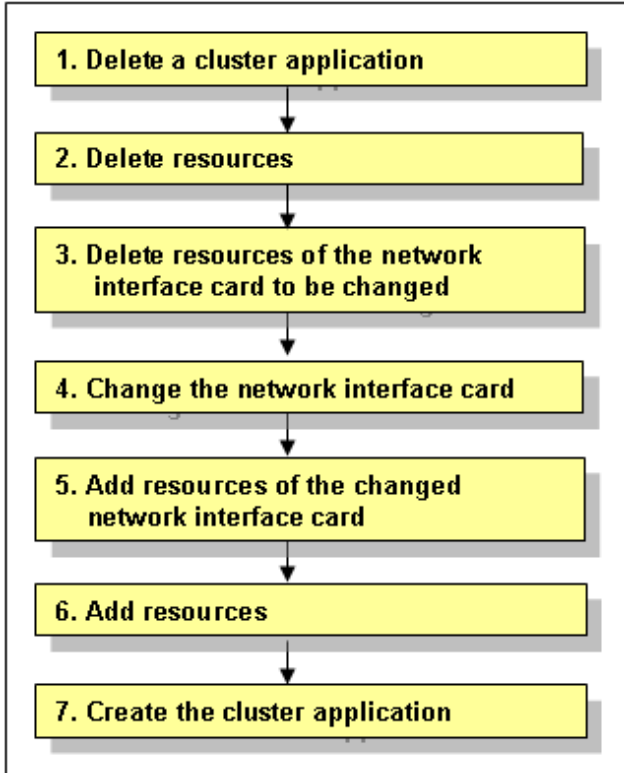 1. Delete a cluster application
2. Delete resources
3. Delete resources of the network
interface card to be changed
4. Change the network interface card
5. Add resources of the changed
network interface card
6. Add resources
7. Create the cluster application